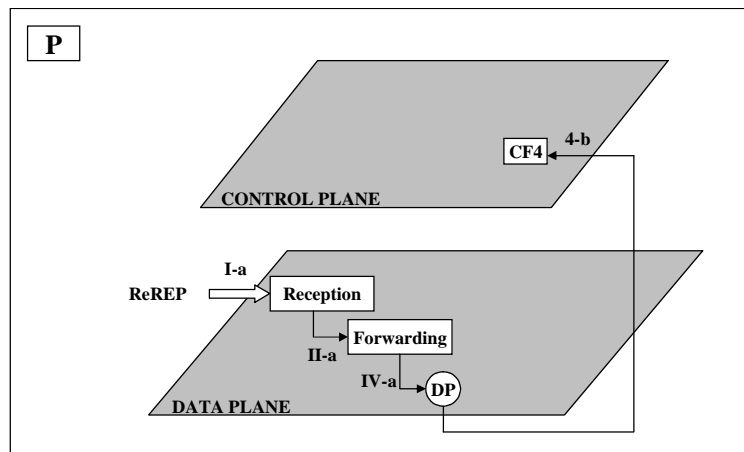 P
4-b
CF4
CONTROL PLANE
I-a
ReREP
Reception
Forwarding
II-a
IV-a
DP
DATA PLANE